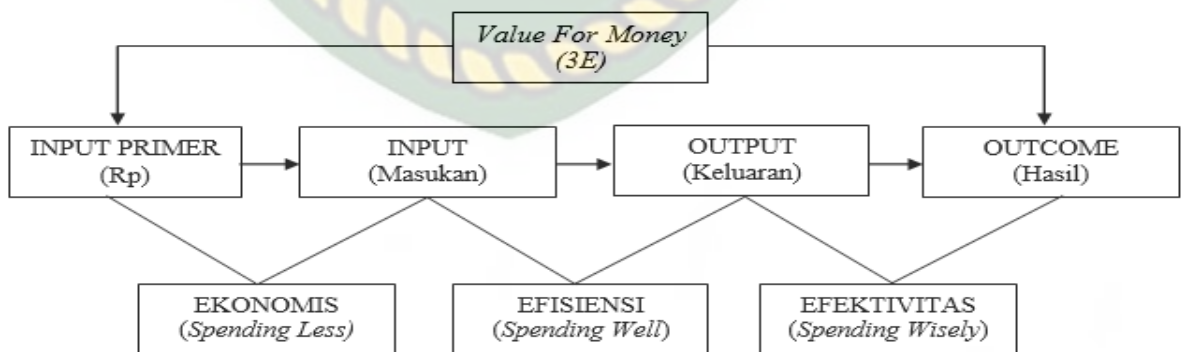 Value For Money
(3E)
INPUT PRIMER
(Rp)
INPUT
(Masukan)
OUTPUT
(Keluaran)
OUTCOME
(Hasil)
EKONOMIS
(Spending Less)
EFISIENSI
(Spending Well)
EFEKTIVITAS
(Spending Wisely)